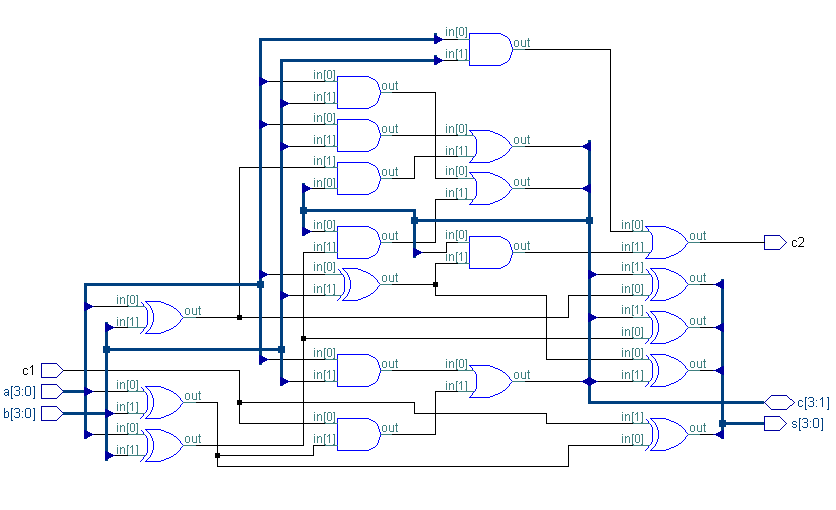 in[0]
out
in[1]
in[0]
out
in[1]
in[0]
out in[0]
in[1] out
in[1]
in[1]
out in[0]
in[0] out
in[1]
in[0] in[0]
out in[0] out c2
in[1] out in[1]
in[1]
in[0] in[1]
out out
in[1] in[0]
in[0]
out in[1]
in[1] out
in[0]
in[0] in[0]
c1 out in[0] out
in[1] out in[1]
a[3:0] in[0] in[1]
out c[3:1]
b[3:0] in[1]
in[0] in[1] s[3:0]
in[0] out out
out in[1] in[0]
in[1]